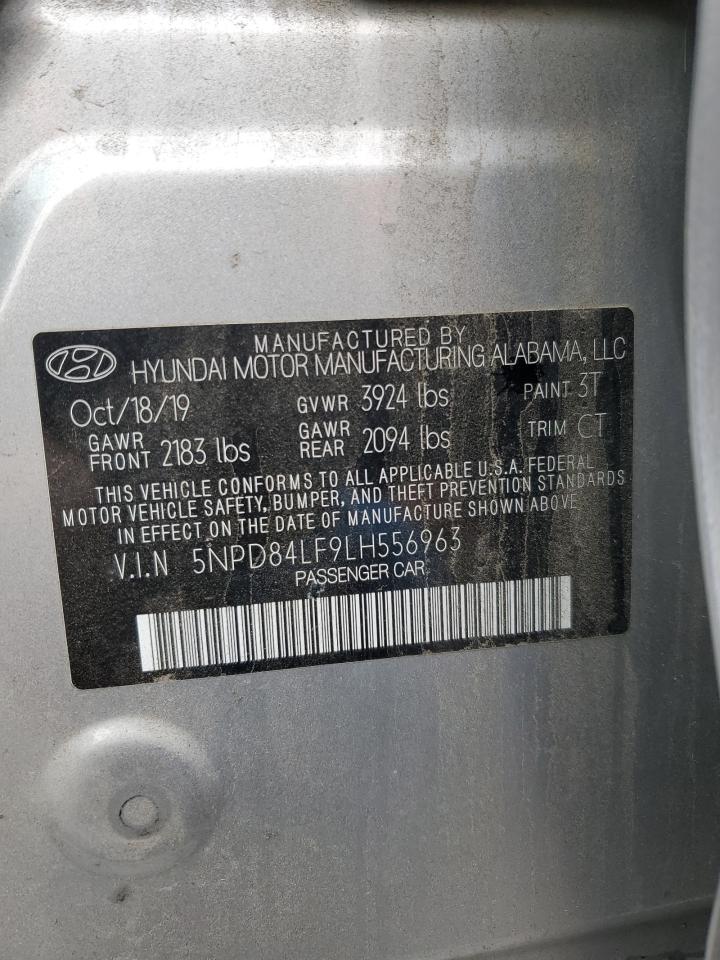 MANUFACTURED BY
HYUNDAI MOTOR MANUFACTURING ALABAMA, LLC
Oct/18/19 GVWR 3924 lbs PAINT 3T
GAWR FRONT 2183 lbs GAWR REAR 2094 lbs TRIM CT
THIS VEHICLE CONFORMS TO ALL APPLICABLE U.S.A. FEDERAL
MOTOR VEHICLE SAFETY, BUMPER, AND THEFT PREVENTION STANDARDS
IN EFFECT ON THE DATE OF MANUFACTURE SHOWN ABOVE
V.I.N 5NPD84LF9LH556963
PASSENGER CAR